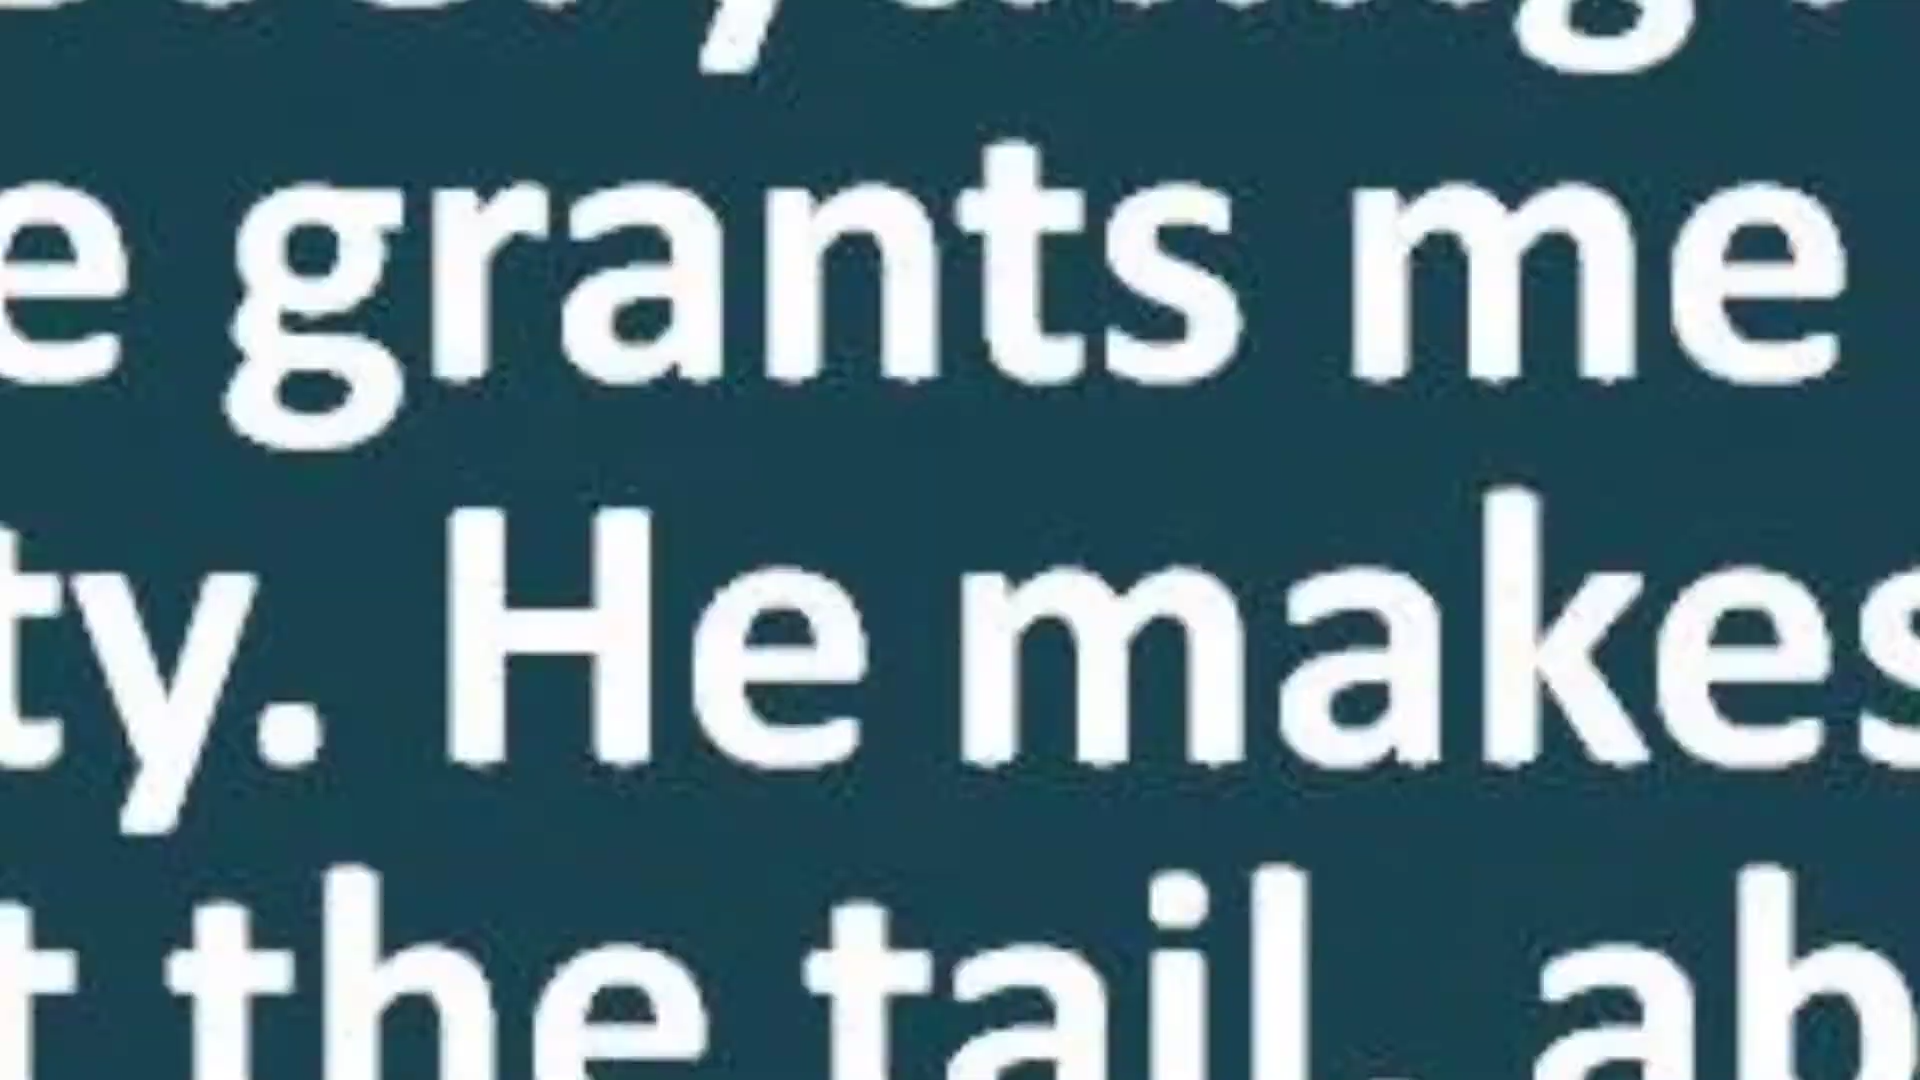 e grants me
ty. He makes
t the tail, ab